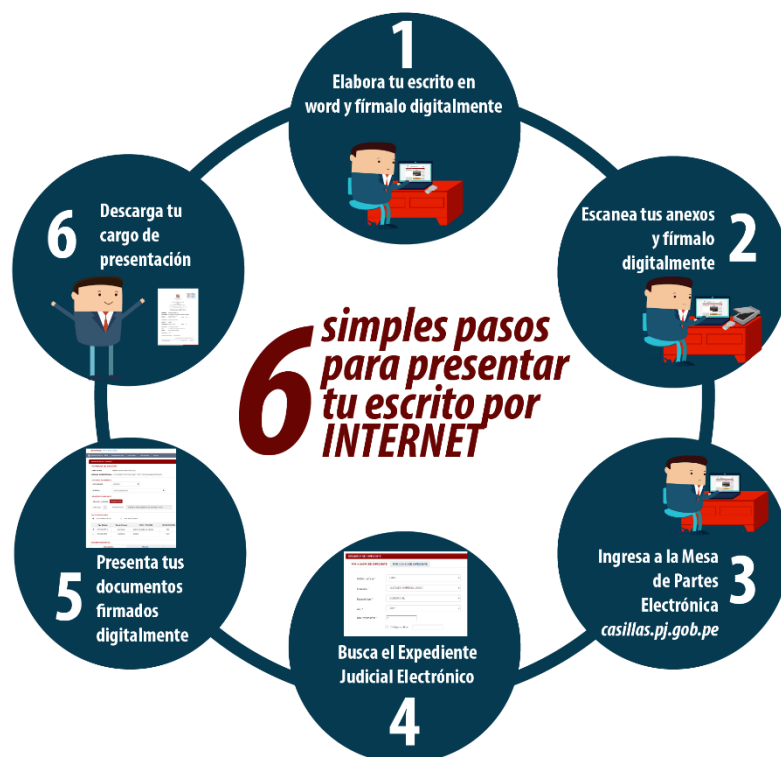 1
Elabora tu escrito en
word y fírmalo digitalmente
2
Escanea tus anexos
y fírmalo
digitalmente
3
Ingresa a la Mesa
de Partes
Electrónica
casillas.pj.gob.pe
Busca el Expediente
Judicial Electrónico
4
5
Presenta tus
documentos
firmados
digitalmente
6
Descarga tu
cargo de
presentación
6 simples pasos
para presentar
tu escrito por
INTERNET